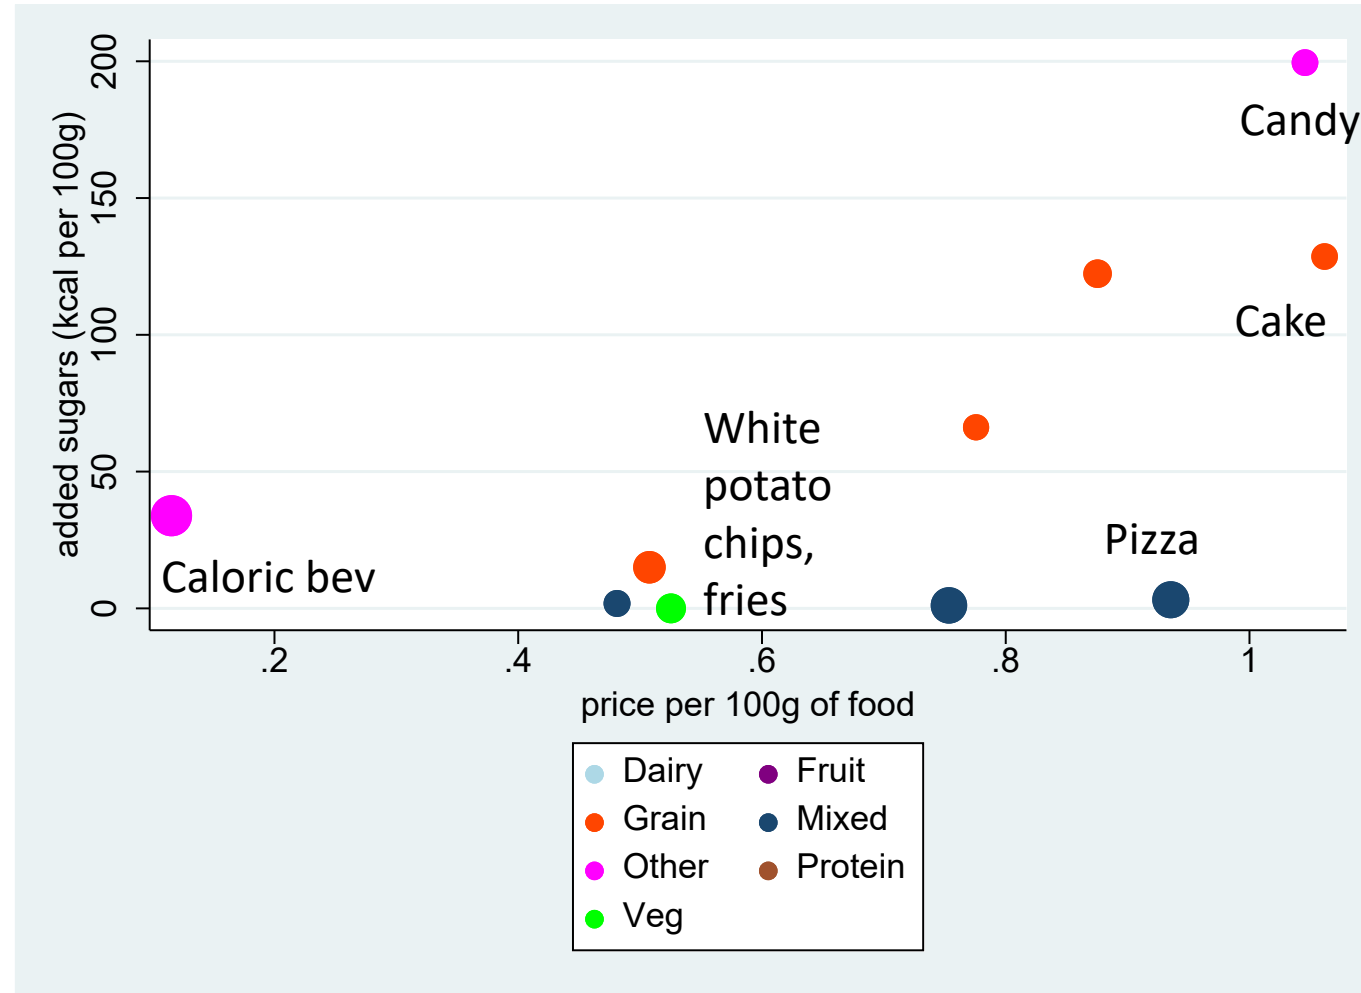 added sugars (kcal per 100g)
200
150
100
50
0
Candy
Cake
White
potato
chips,
fries
Pizza
Caloric bev
.2 .4 .6 .8 1
price per 100g of food
Dairy Fruit
Grain Mixed
Other Protein
Veg